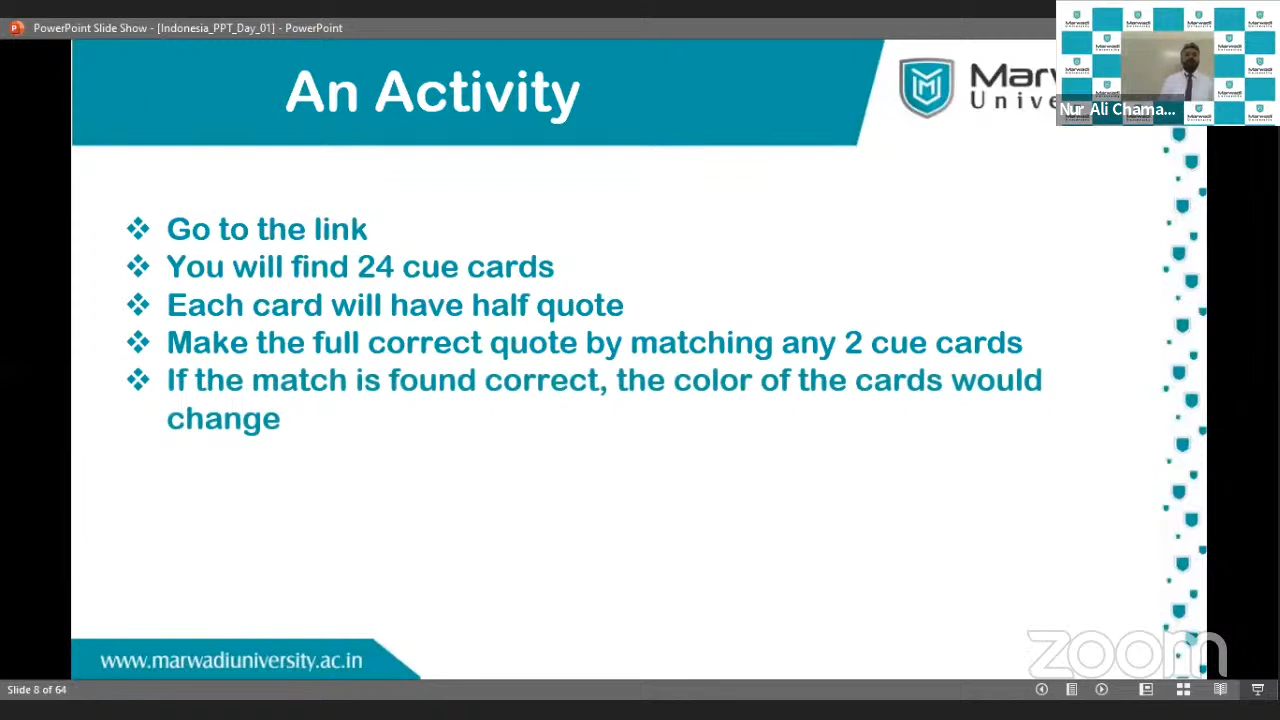 PowerPoint Slide Show - [Indonesia_PPT_Day_01] - PowerPoint
An Activity
Nur Ali Chama...
❖ Go to the link
❖ You will find 24 cue cards
❖ Each card will have half quote
❖ Make the full correct quote by matching any 2 cue cards
❖ If the match is found correct, the color of the cards would
change
www.marwadiuniversity.ac.in
zoom
Slide 8 of 64